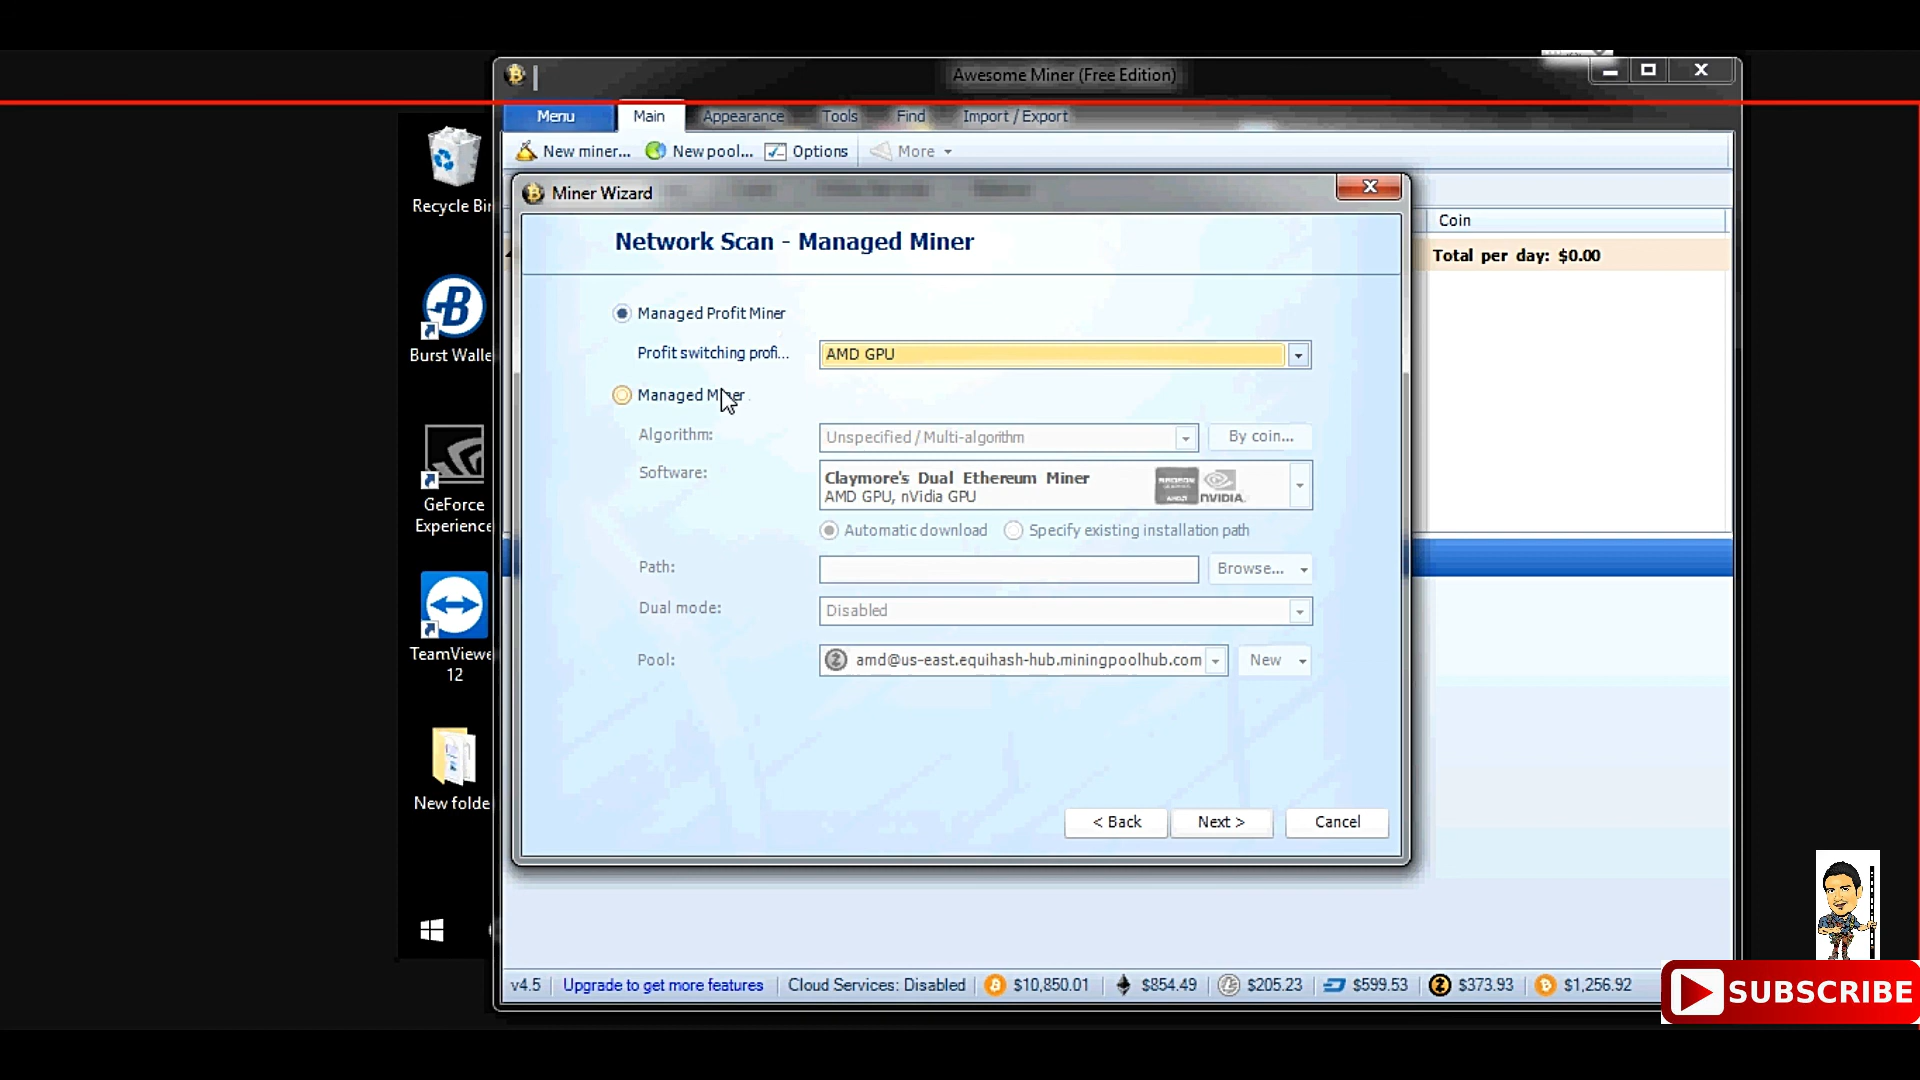 Awesome Miner (Free Edition)
Menu
Main
Appearance
Tools
Find
Import / Export
New miner...
New pool...
Options
More
Miner Wizard
Coin
Total per day: $0.00
Network Scan - Managed Miner
Managed Profit Miner
Profit switching profi...
AMD GPU
Managed Miner
Algorithm:
Unspecified / Multi-algorithm
By coin...
Software:
Claymore's Dual Ethereum Miner
AMD GPU, nVidia GPU
RADEON
AMD
NVIDIA.
Automatic download
Specify existing installation path
Path:
Browse...
Dual mode:
Disabled
Pool:
amd@us-east.equihash-hub.miningpoolhub.com
New
< Back
Next >
Cancel
Recycle Bin
Burst Walle
GeForce
Experience
TeamViewe
12
New folde
v4.5
Upgrade to get more features
Cloud Services: Disabled
$10,850.01
$854.49
$205.23
$599.53
$373.93
$1,256.92
SUBSCRIBE